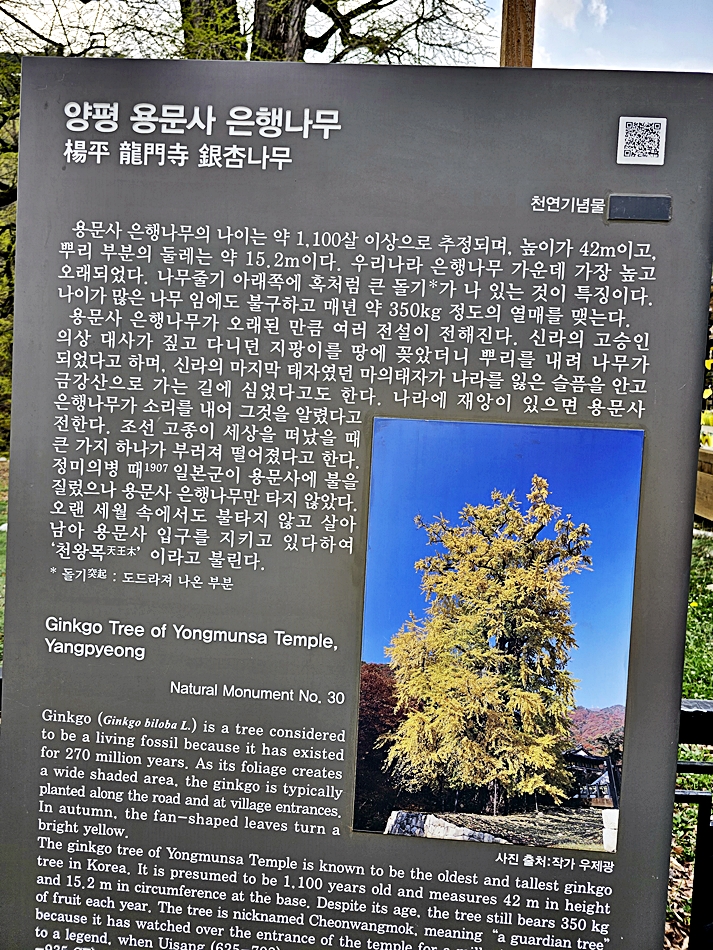 양평 용문사 은행나무
楊平 龍門寺 銀杏나무
천연기념물
용문사 은행나무의 나이는 약 1,100살 이상으로 추정되며, 높이가 42m이고,
뿌리 부분의 둘레는 약 15.2m이다. 우리나라 은행나무 가운데 가장 높고
오래되었다. 나무줄기 아래쪽에 혹처럼 큰 돌기*가 나 있는 것이 특징이다.
나이가 많은 나무 임에도 불구하고 매년 약 350kg 정도의 열매를 맺는다.
용문사 은행나무가 오래된 만큼 여러 전설이 전해진다. 신라의 고승인
의상 대사가 짚고 다니던 지팡이를 땅에 꽂았더니 뿌리를 내려 나무가
되었다고 하며, 신라의 마지막 태자였던 마의태자가 나라를 잃은 슬픔을 안고
금강산으로 가는 길에 심었다고도 한다. 나라에 재앙이 있으면 용문사
은행나무가 소리를 내어 그것을 알렸다고
전한다. 조선 고종이 세상을 떠났을 때
큰 가지 하나가 부러져 떨어졌다고 한다.
정미의병 때1907 일본군이 용문사에 불을
질렀으나 용문사 은행나무만 타지 않았다.
오랜 세월 속에서도 불타지 않고 살아
남아 용문사 입구를 지키고 있다하여
‘천왕목天王木’ 이라고 불린다.
* 돌기突起 : 도드라져 나온 부분
Ginkgo Tree of Yongmunsa Temple,
Yangpyeong
Natural Monument No. 30
Ginkgo (Ginkgo biloba L.) is a tree considered
to be a living fossil because it has existed
for 270 million years. As its foliage creates
a wide shaded area, the ginkgo is typically
planted along the road and at village entrances.
In autumn, the fan-shaped leaves turn a
bright yellow.
사진 출처:작가 우제광
The ginkgo tree of Yongmunsa Temple is known to be the oldest and tallest ginkgo
tree in Korea. It is presumed to be 1,100 years old and measures 42 m in height
and 15.2 m in circumference at the base. Despite its age, the tree still bears 350 kg
of fruit each year. The tree is nicknamed Cheonwangmok, meaning “a guardian tree”
because it has watched over the entrance of the temple for a
to a legend, when Uisang